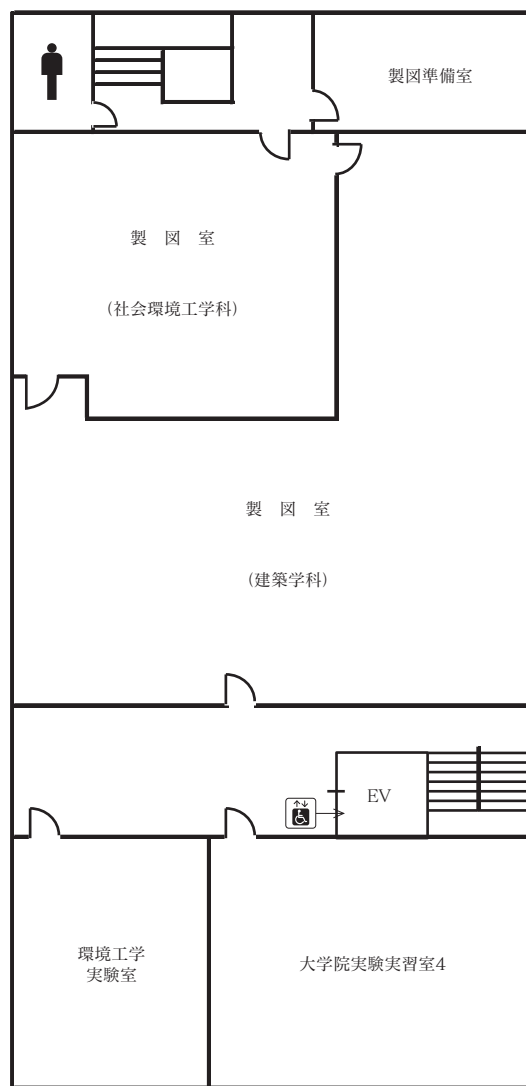 製図準備室
製　図　室
（社会環境工学科）
製　図　室
（建築学科）
EV
環境工学
実験室
大学院実験実習室4